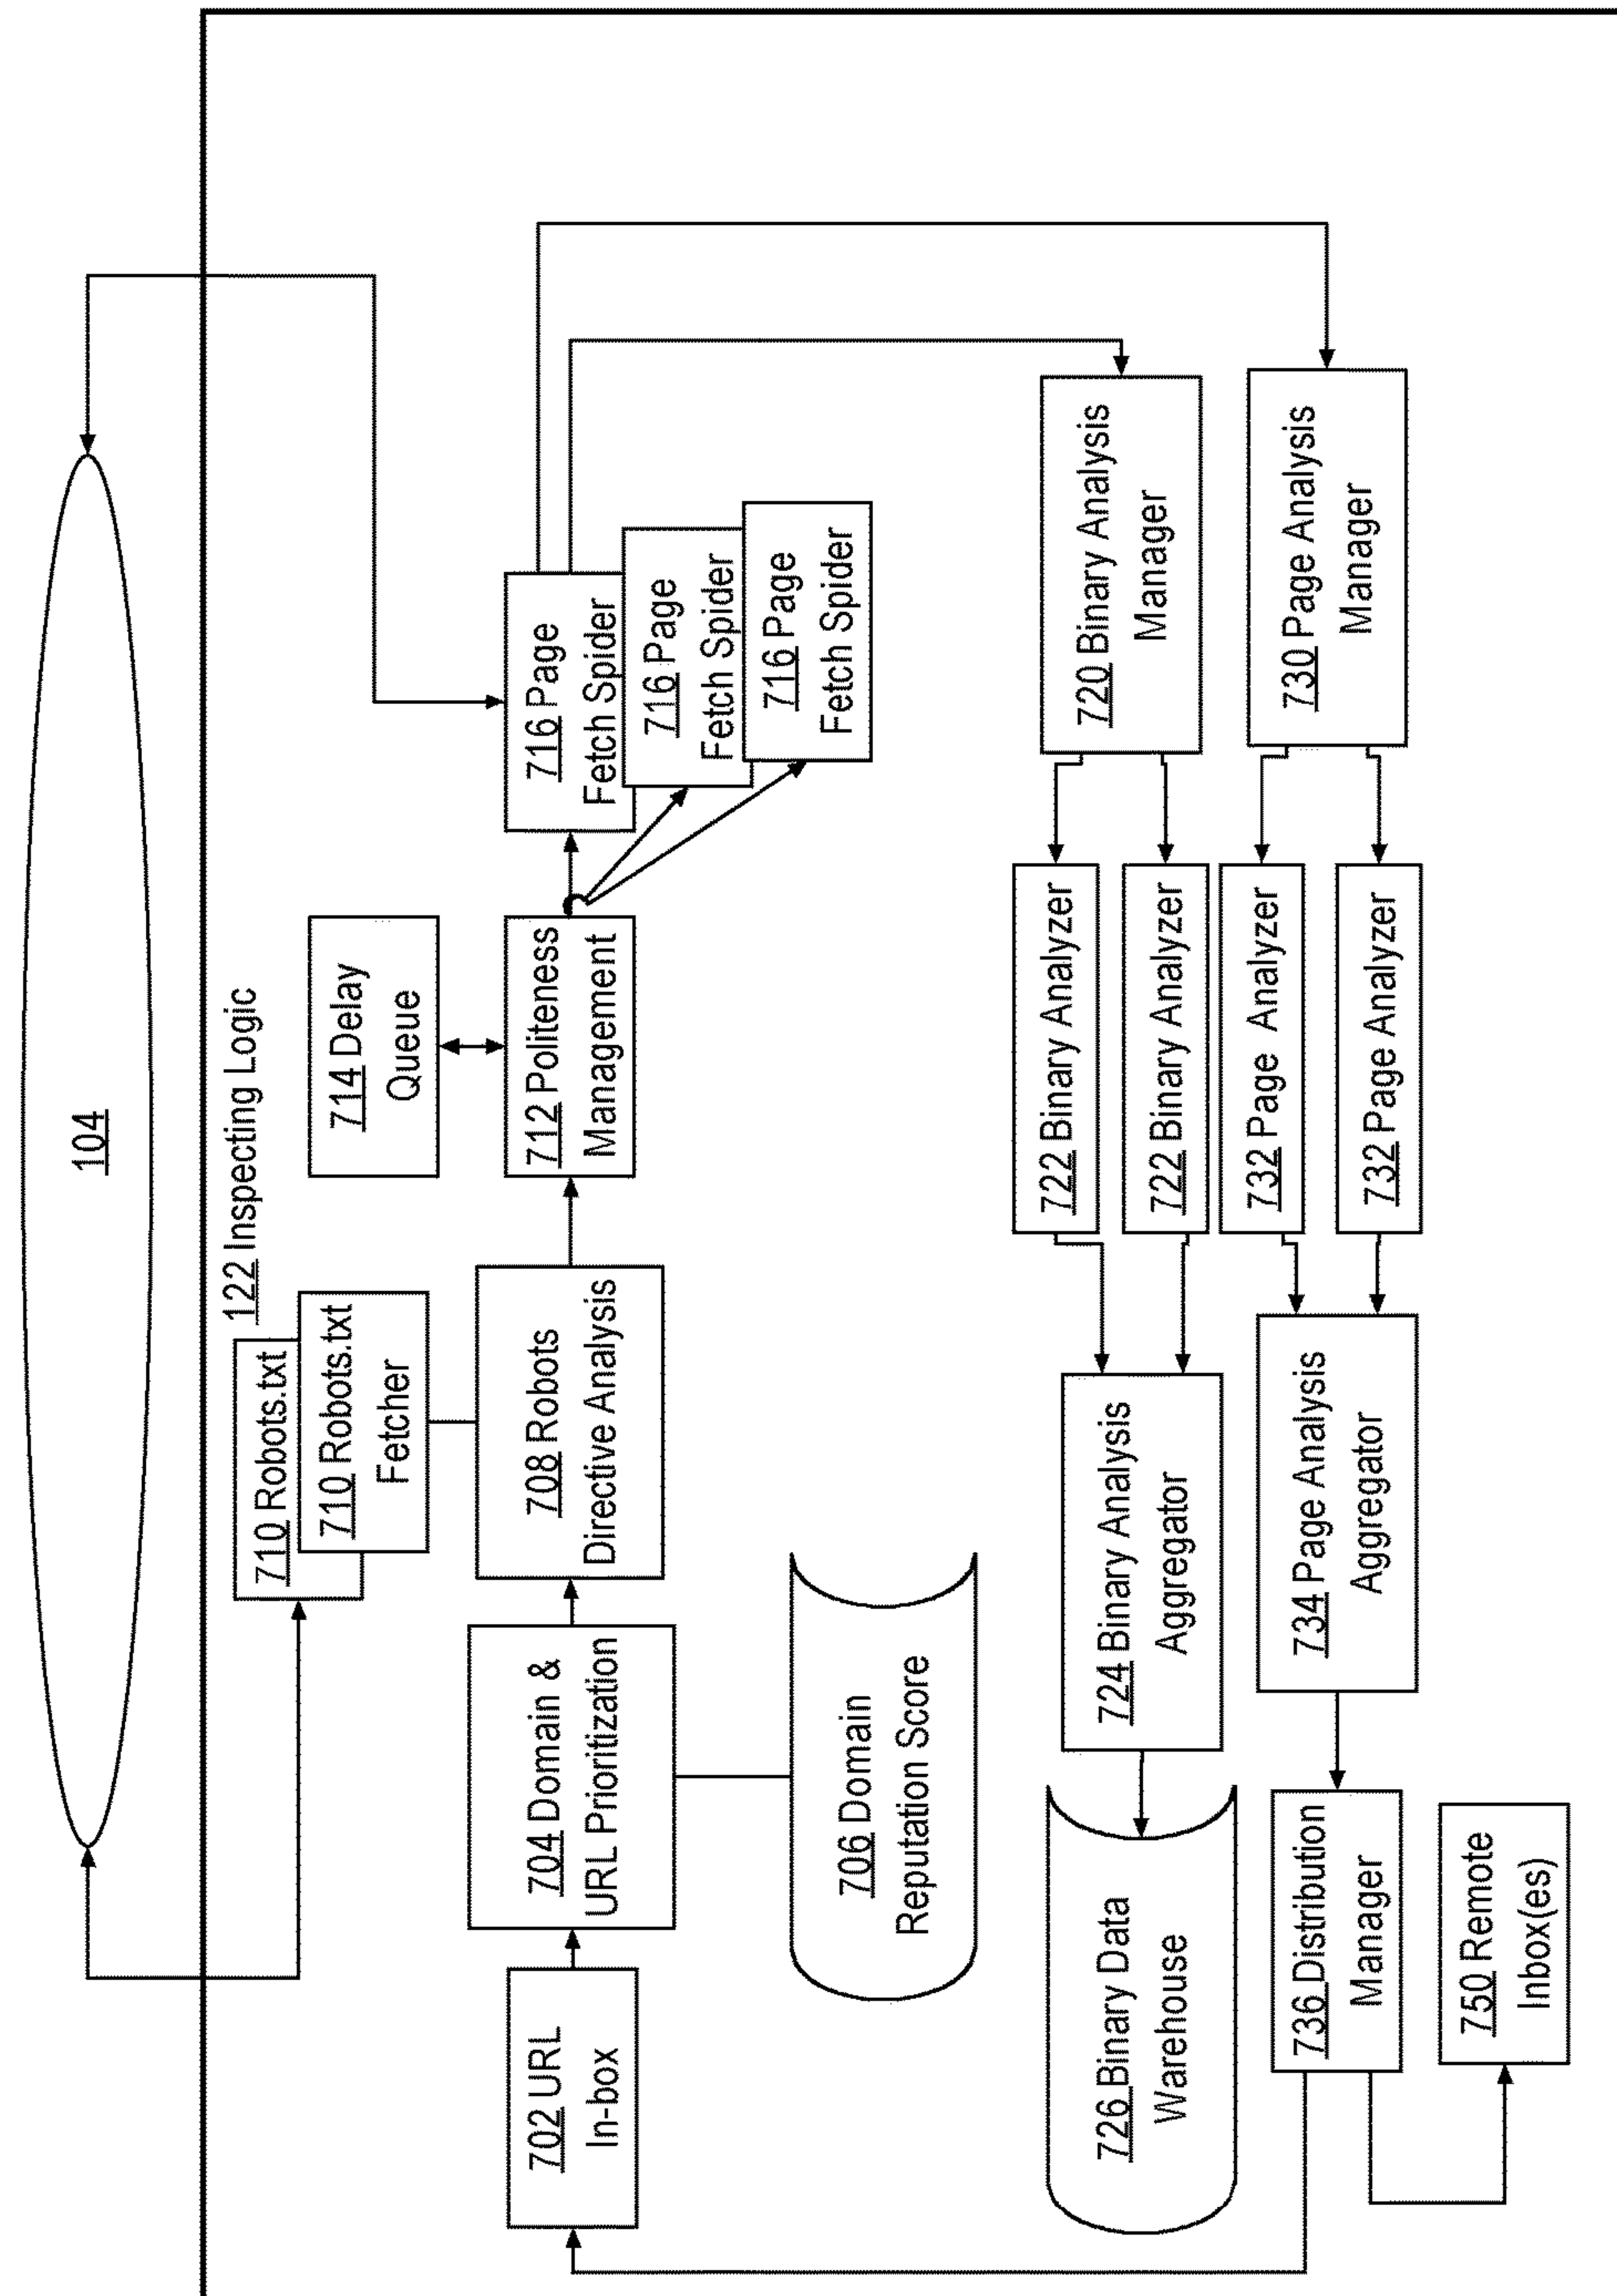 104
122 Inspecting Logic
710 Robots.txt
710 Robots.txt
Fetcher
714 Delay
Queue
702 URL
In-box
704 Domain &
URL Prioritization
708 Robots
Directive Analysis
712 Politeness
Management
716 Page
Fetch Spider
716 Page
Fetch Spider
716 Page
Fetch Spider
706 Domain
Reputation Score
726 Binary Data
Warehouse
724 Binary Analysis
Aggregator
722 Binary Analyzer
722 Binary Analyzer
720 Binary Analysis
Manager
736 Distribution
Manager
734 Page Analysis
Aggregator
732 Page Analyzer
732 Page Analyzer
730 Page Analysis
Manager
750 Remote
Inbox(es)